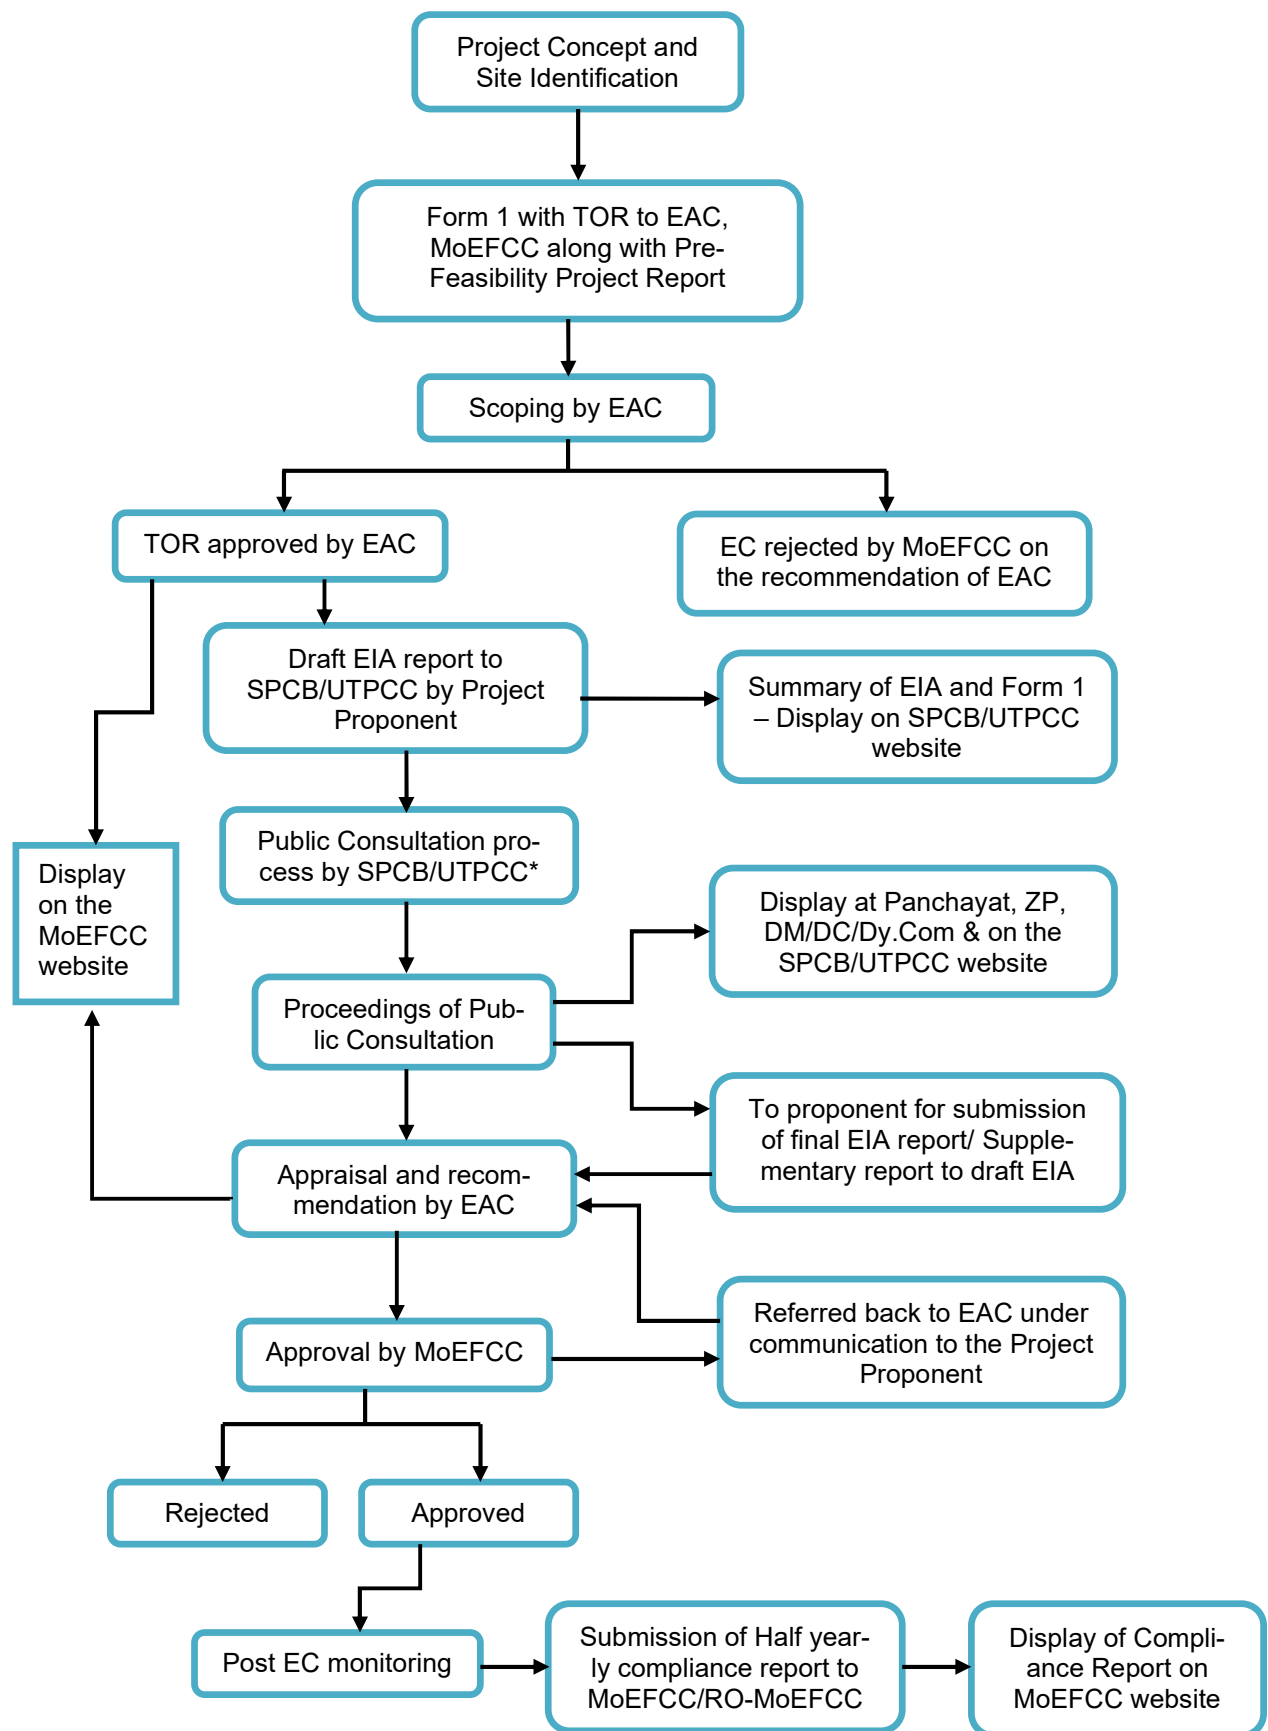 Project Concept and
Site Identification
Form 1 with TOR to EAC,
MoEFCC along with Pre-
Feasibility Project Report
Scoping by EAC
TOR approved by EAC
EC rejected by MoEFCC on
the recommendation of EAC
Draft EIA report to
SPCB/UTPCC by Project
Proponent
Summary of EIA and Form 1
– Display on SPCB/UTPCC
website
Public Consultation pro-
cess by SPCB/UTPCC*
Display
on the
MoEFCC
website
Display at Panchayat, ZP,
DM/DC/Dy.Com & on the
SPCB/UTPCC website
Proceedings of Pub-
lic Consultation
To proponent for submission
of final EIA report/ Supple-
mentary report to draft EIA
Appraisal and recom-
mendation by EAC
Referred back to EAC under
communication to the Project
Proponent
Approval by MoEFCC
Rejected
Approved
Post EC monitoring
Submission of Half year-
ly compliance report to
MoEFCC/RO-MoEFCC
Display of Compli-
ance Report on
MoEFCC website